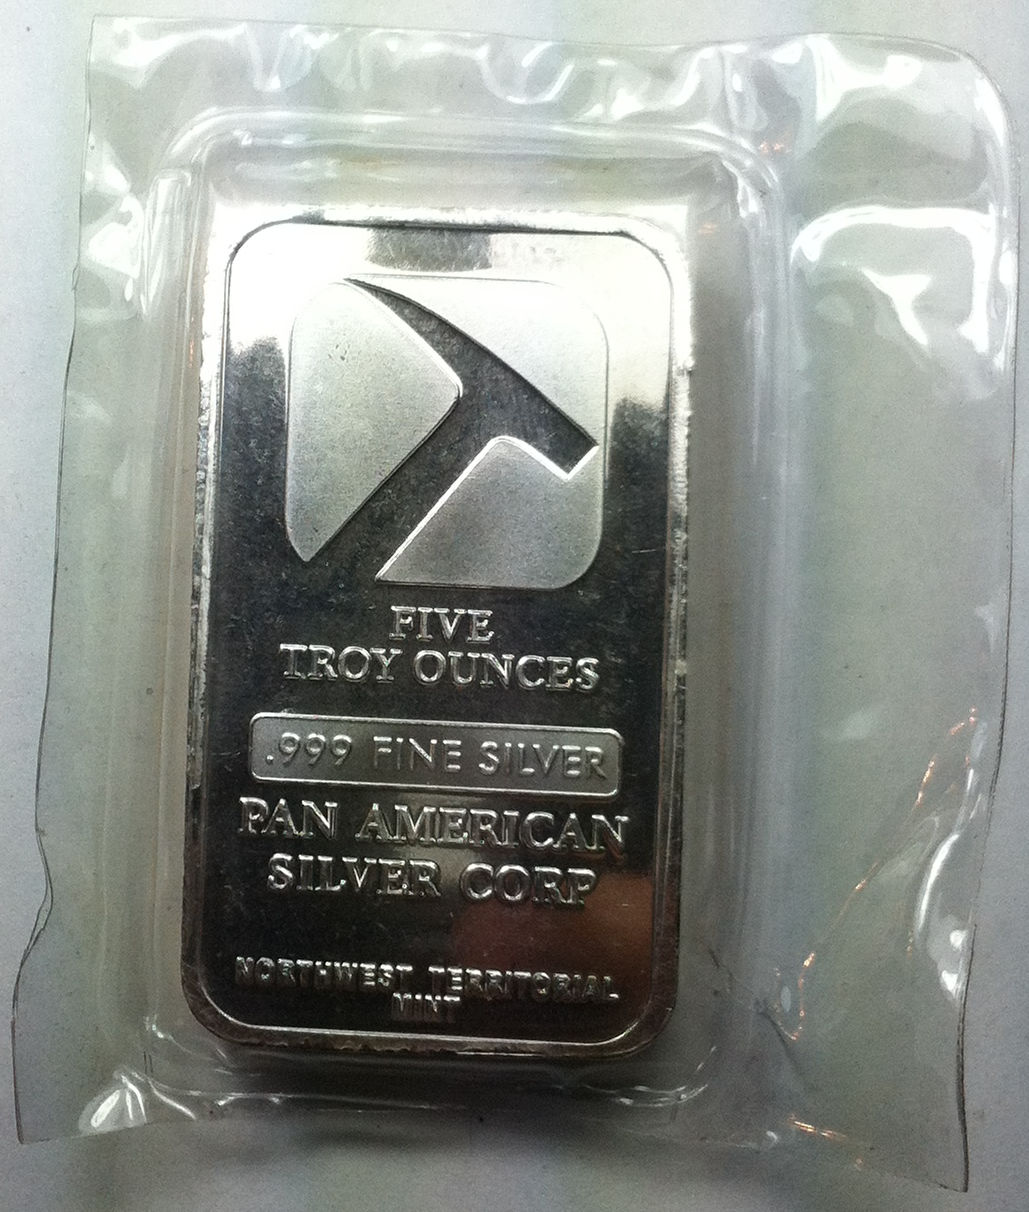 FIVE
TROY OUNCES
.999 FINE SILVER
PAN AMERICAN
SILVER CORP
NORTHWEST TERRITORIAL
MINT